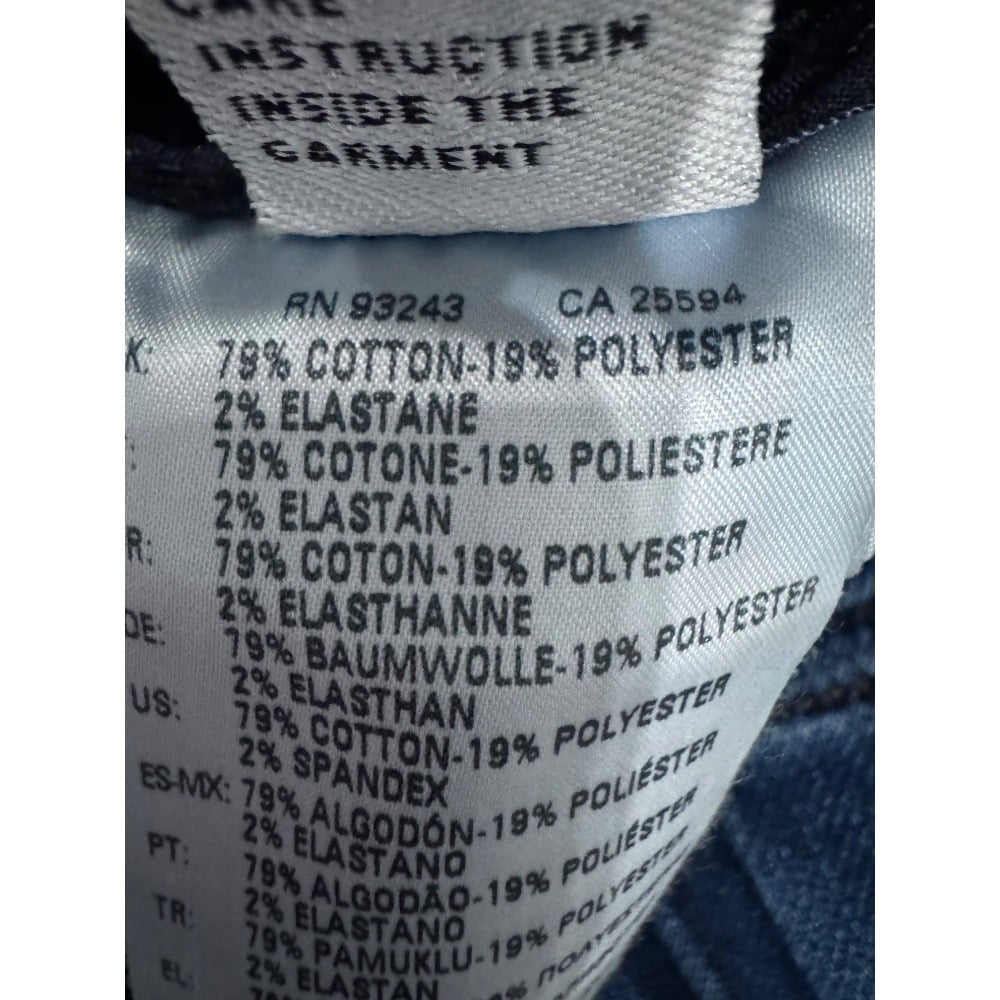 CARE
INSTRUCTION
INSIDE THE
GARMENT
RN 93243 CA 25594
K: 79% COTTON-19% POLYESTER
2% ELASTANE
: 79% COTONE-19% POLIESTERE
2% ELASTAN
R: 79% COTON-19% POLYESTER
2% ELASTHANNE
DE: 79% BAUMWOLLE-19% POLYESTER
2% ELASTHAN
US: 79% COTTON-19% POLYESTER
2% SPANDEX
ES-MX: 79% ALGODÓN-19% POLIÉSTER
2% ELASTANO
PT: 79% ALGODÃO-19% POLIÉSTER
2% ELASTANO
TR: 79% PAMUKLU-19% POLYESTER
2% ELASTAN
EL: